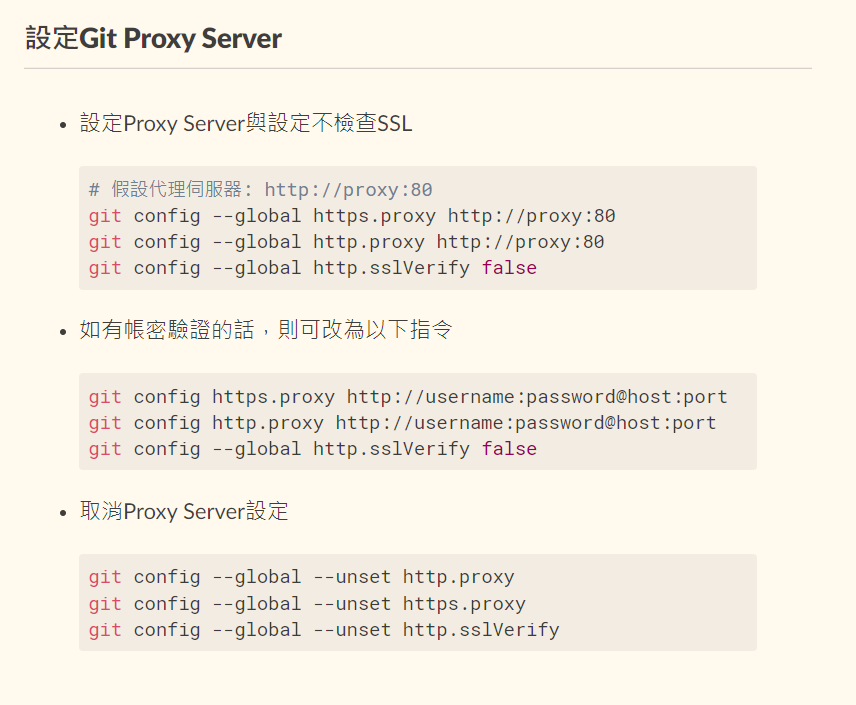 設定Git Proxy Server
設定Proxy Server與設定不檢查SSL
# 假設代理伺服器: http://proxy:80
git config --global https.proxy http://proxy:80
git config --global http.proxy http://proxy:80
git config --global http.sslVerify false
如有帳密驗證的話，則可改為以下指令
git config https.proxy http://username:password@host:port
git config http.proxy http://username:password@host:port
git config --global http.sslVerify false
取消Proxy Server設定
git config --global --unset http.proxy
git config --global --unset https.proxy
git config --global --unset http.sslVerify